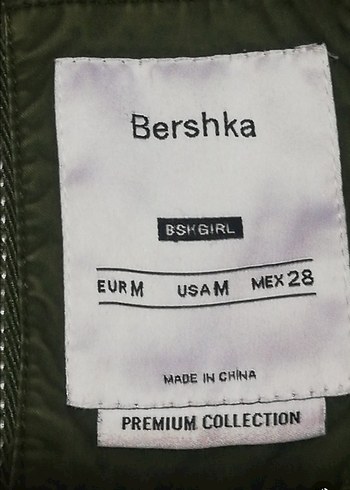 Bershka
BSKGIRL
EUR M USA M MEX 28
MADE IN CHINA
PREMIUM COLLECTION